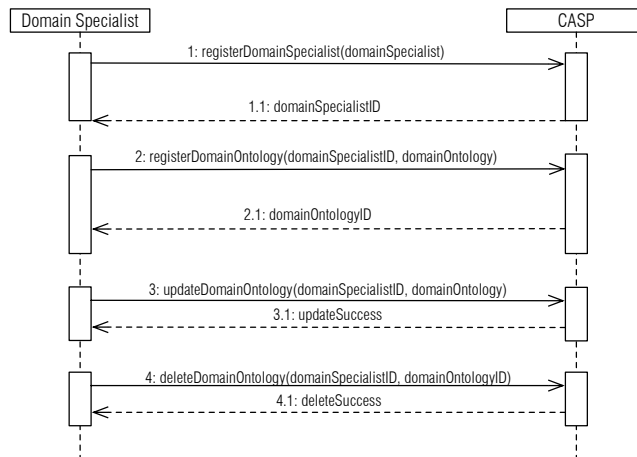 Domain Specialist
CASP
1: registerDomainSpecialist(domainSpecialist)
1.1: domainSpecialistID
2: registerDomainOntology(domainSpecialistID, domainOntology)
2.1: domainOntologyID
3: updateDomainOntology(domainSpecialistID, domainOntology)
3.1: updateSuccess
4: deleteDomainOntology(domainSpecialistID, domainOntologyID)
4.1: deleteSuccess